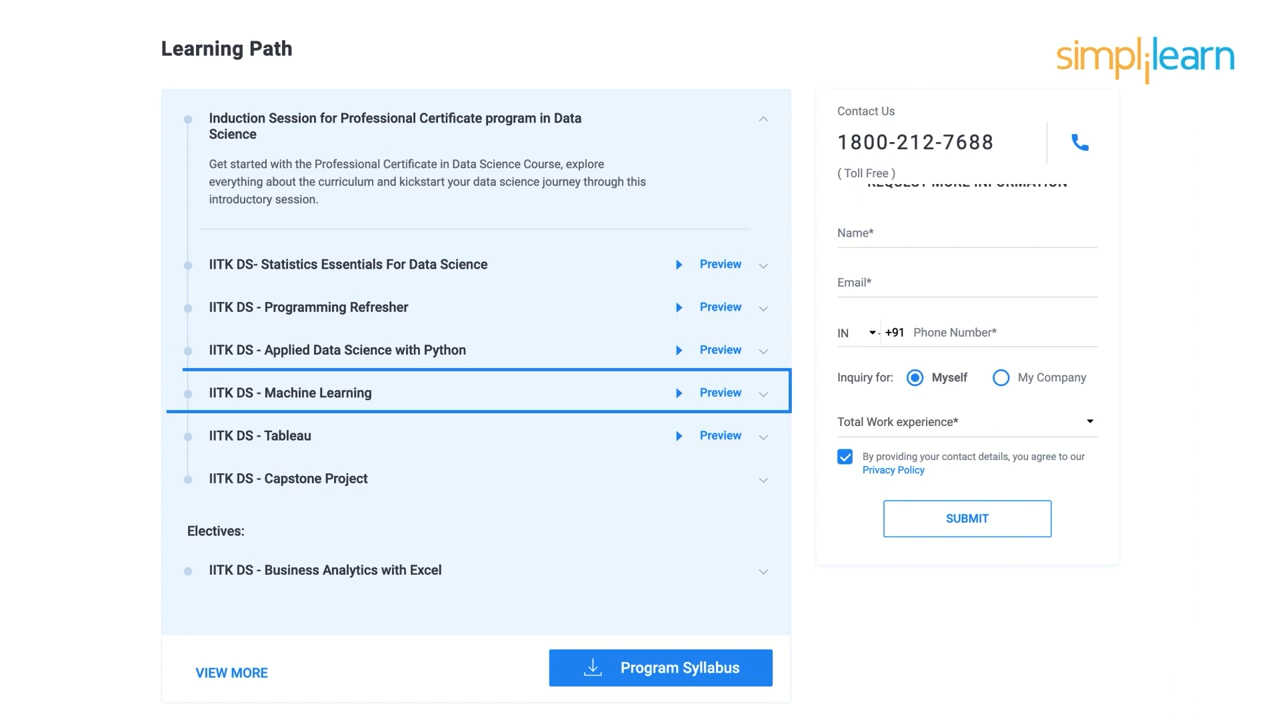 Learning Path
simplilearn
Induction Session for Professional Certificate program in Data
Science
Get started with the Professional Certificate in Data Science Course, explore
everything about the curriculum and kickstart your data science journey through this
introductory session.
IITK DS- Statistics Essentials For Data Science
Preview
IITK DS - Programming Refresher
Preview
IITK DS - Applied Data Science with Python
Preview
IITK DS - Machine Learning
Preview
IITK DS - Tableau
Preview
IITK DS - Capstone Project
Electives:
IITK DS - Business Analytics with Excel
VIEW MORE
Program Syllabus
Contact Us
1800-212-7688
( Toll Free )
REQUEST MORE INFORMATION
Name*
Email*
IN
+91
Phone Number*
Inquiry for:
Myself
My Company
Total Work experience*
By providing your contact details, you agree to our
Privacy Policy
SUBMIT